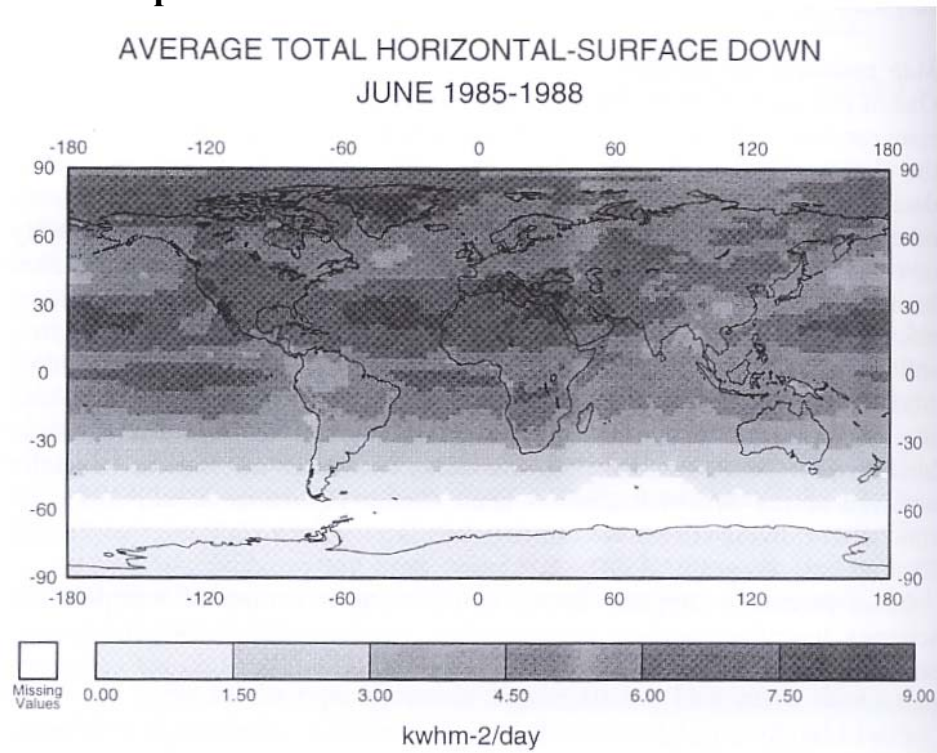 AVERAGE TOTAL HORIZONTAL-SURFACE DOWN
JUNE 1985-1988
-180 -120 -60 0 60 120 180
90 90
60 60
30 30
0 0
-30 -30
-60 -60
-90 -90
-180 -120 -60 0 60 120 180
Missing
Values
0.00 1.50 3.00 4.50 6.00 7.50 9.00
kwhm-2/day